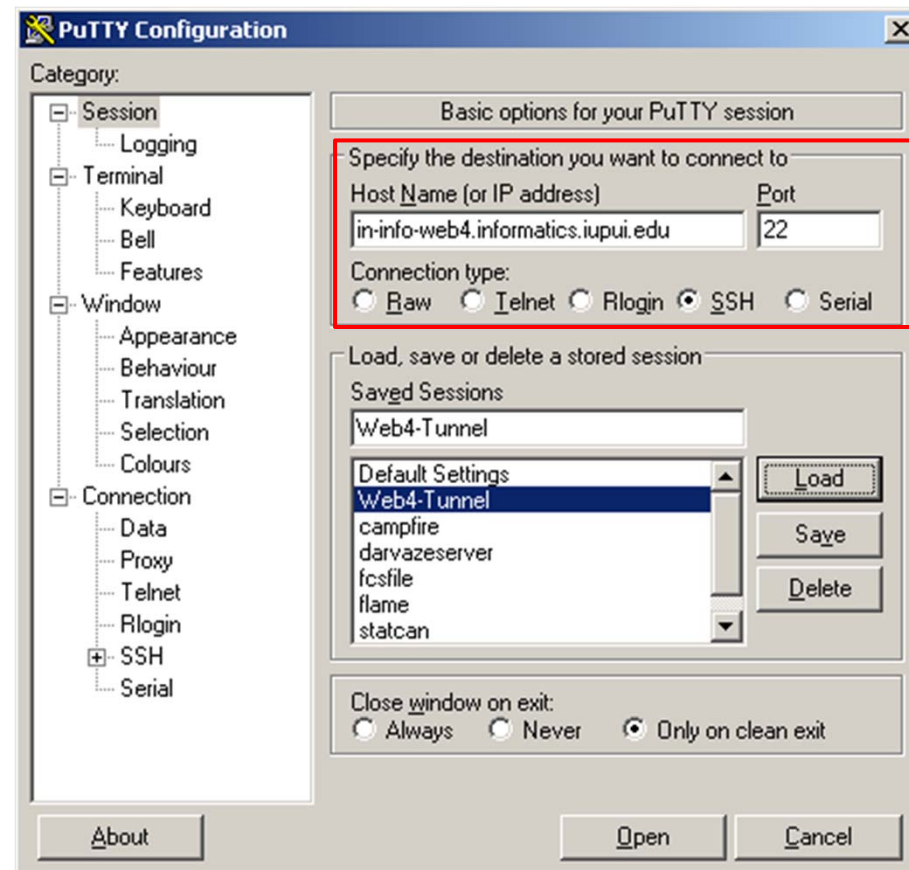 PuTTY Configuration
Category:
Session
Logging
Terminal
Keyboard
Bell
Features
Window
Appearance
Behaviour
Translation
Selection
Colours
Connection
Data
Proxy
Telnet
Rlogin
SSH
Serial
Basic options for your PuTTY session
Specify the destination you want to connect to
Host Name (or IP address) Port
in-info-web4.informatics.iupui.edu 22
Connection type:
Raw Telnet Rlogin SSH Serial
Load, save or delete a stored session
Saved Sessions
Web4-Tunnel
Default Settings
Web4-Tunnel
campfire
darvazeserver
fcsfile
flame
statcan
Load
Save
Delete
Close window on exit:
Always Never Only on clean exit
About Open Cancel